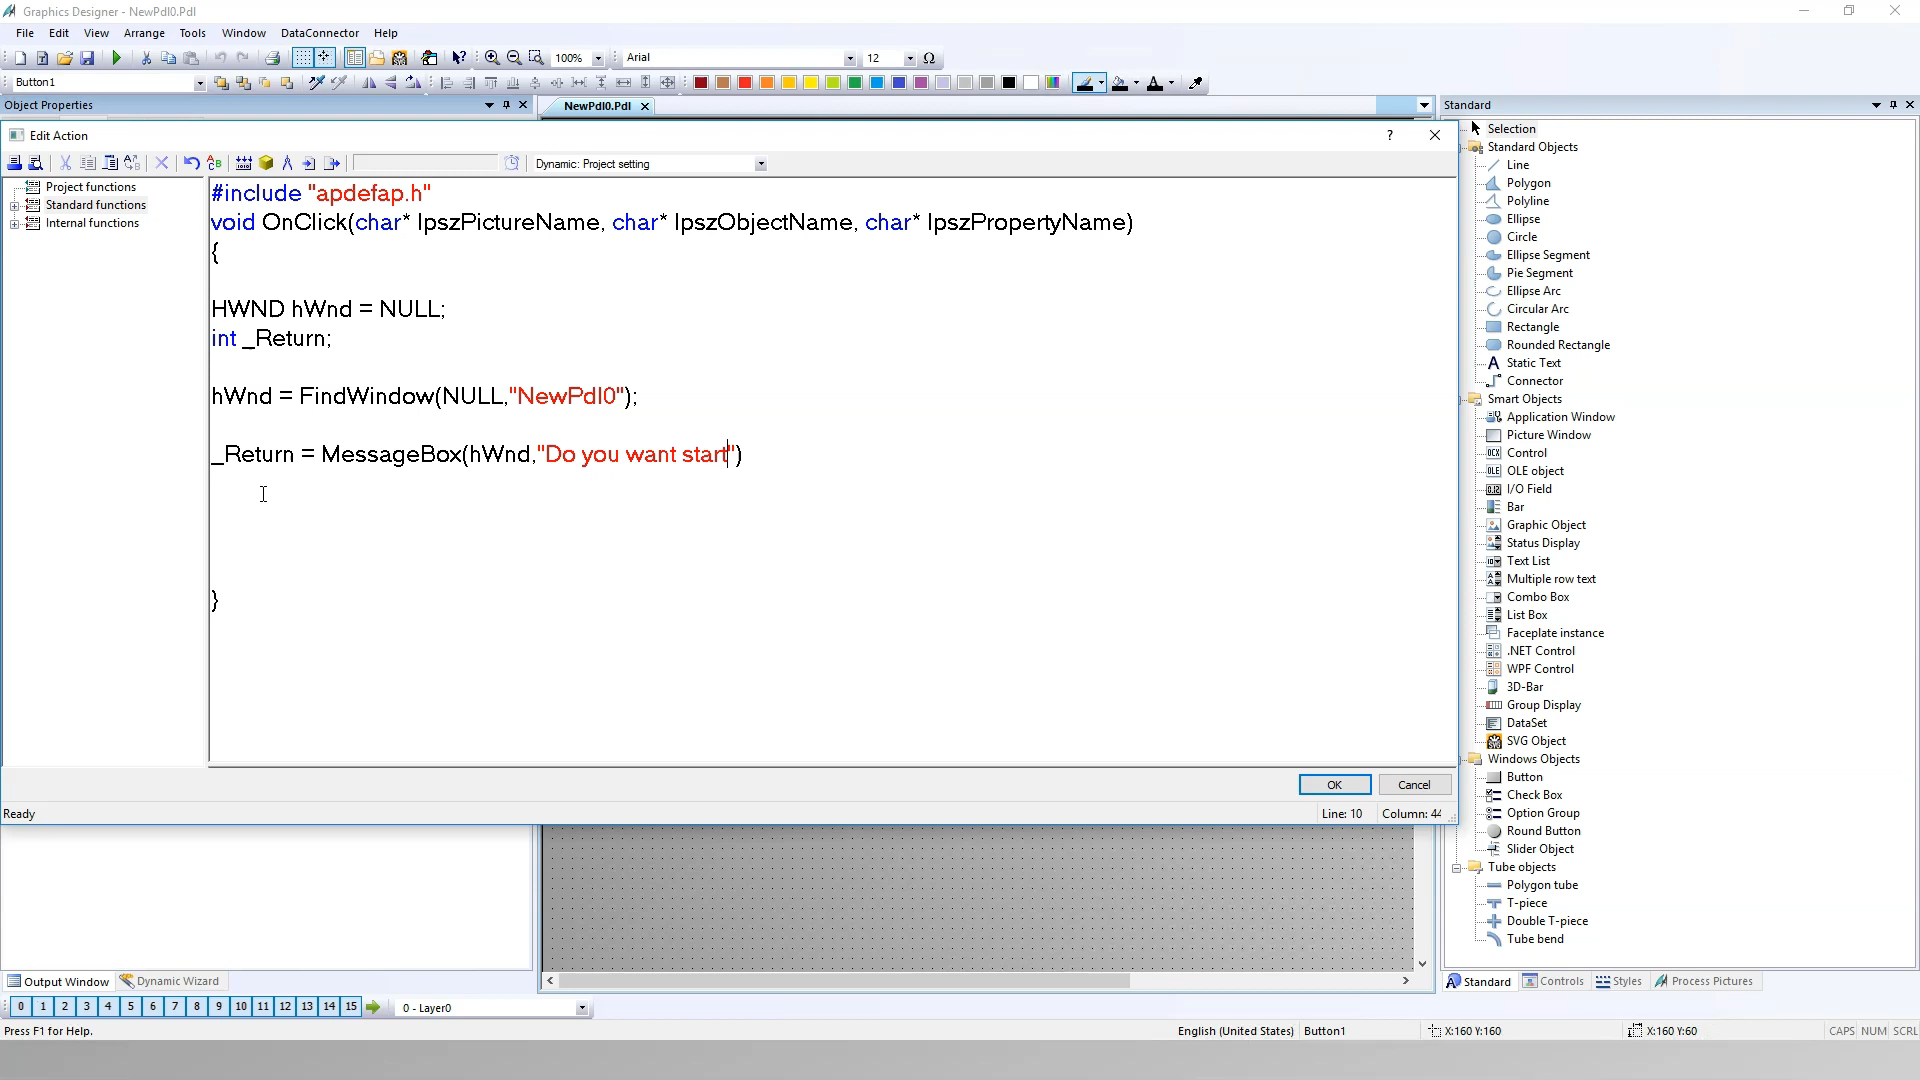 Graphics Designer - NewPdl0.Pdl
File Edit View Arrange Tools Window DataConnector Help
100% Arial 12 Ω
Button1
Object Properties
NewPdl0.Pdl
Standard
Edit Action
?
Dynamic: Project setting
Project functions
Standard functions
Internal functions
#include "apdefap.h"
void OnClick(char* lpszPictureName, char* lpszObjectName, char* lpszPropertyName)
{
HWND hWnd = NULL;
int _Return;
hWnd = FindWindow(NULL,"NewPdl0");
_Return = MessageBox(hWnd,"Do you want start")
}
OK Cancel
Ready
Line: 10 Column: 44
Selection
Standard Objects
Line
Polygon
Polyline
Ellipse
Circle
Ellipse Segment
Pie Segment
Ellipse Arc
Circular Arc
Rectangle
Rounded Rectangle
Static Text
Connector
Smart Objects
Application Window
Picture Window
Control
OLE object
I/O Field
Bar
Graphic Object
Status Display
Text List
Multiple row text
Combo Box
List Box
Faceplate instance
.NET Control
WPF Control
3D-Bar
Group Display
DataSet
SVG Object
Windows Objects
Button
Check Box
Option Group
Round Button
Slider Object
Tube objects
Polygon tube
T-piece
Double T-piece
Tube bend
Output Window Dynamic Wizard
Standard Controls Styles Process Pictures
0 1 2 3 4 5 6 7 8 9 10 11 12 13 14 15 0 - Layer0
Press F1 for Help. English (United States) Button1 X:160 Y:160 X:160 Y:60 CAPS NUM SCRL